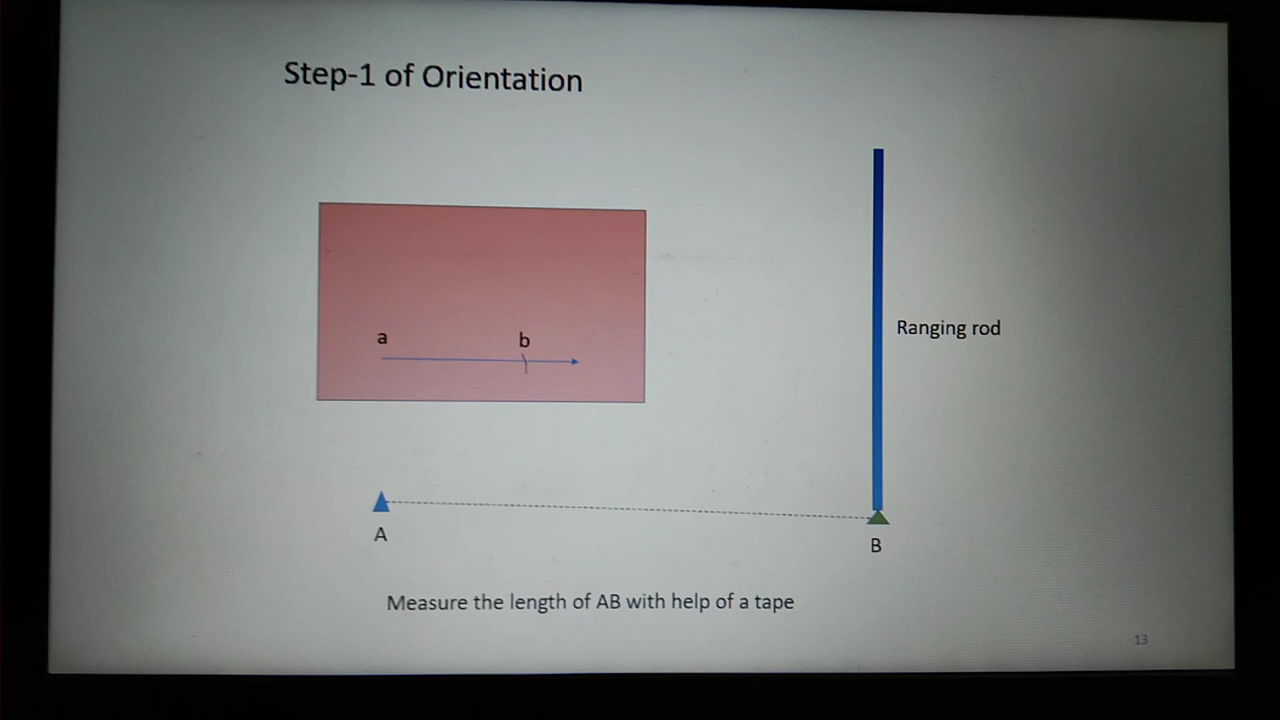 Step-1 of Orientation
a
b
Ranging rod
A
B
Measure the length of AB with help of a tape
13